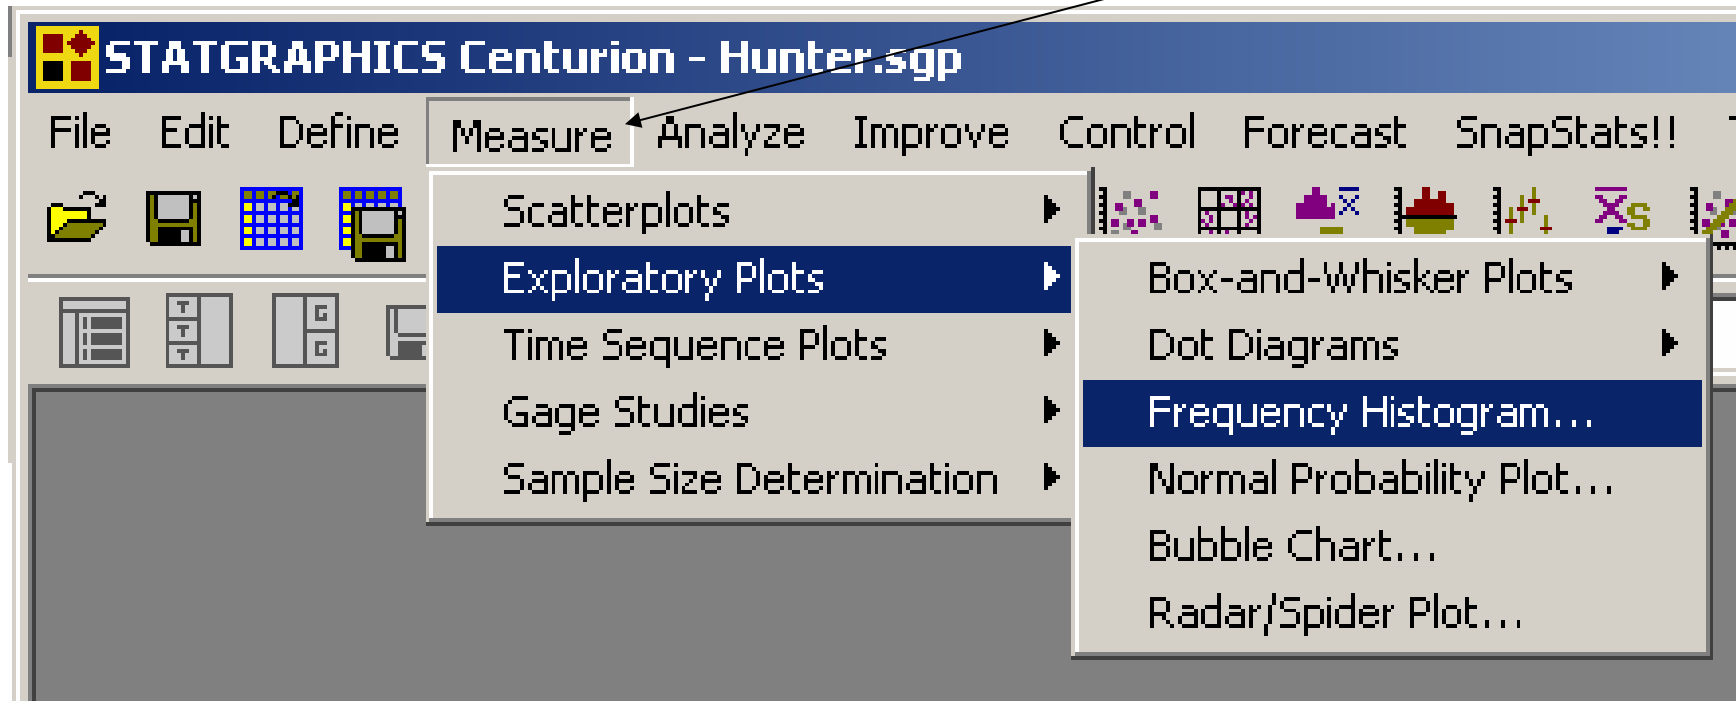 STATGRAPHICS Centurion - Hunter.sgp
File Edit Define Measure Analyze Improve Control Forecast SnapStats!!
Scatterplots
Exploratory Plots
Time Sequence Plots
Gage Studies
Sample Size Determination
Box-and-Whisker Plots
Dot Diagrams
Frequency Histogram...
Normal Probability Plot...
Bubble Chart...
Radar/Spider Plot...